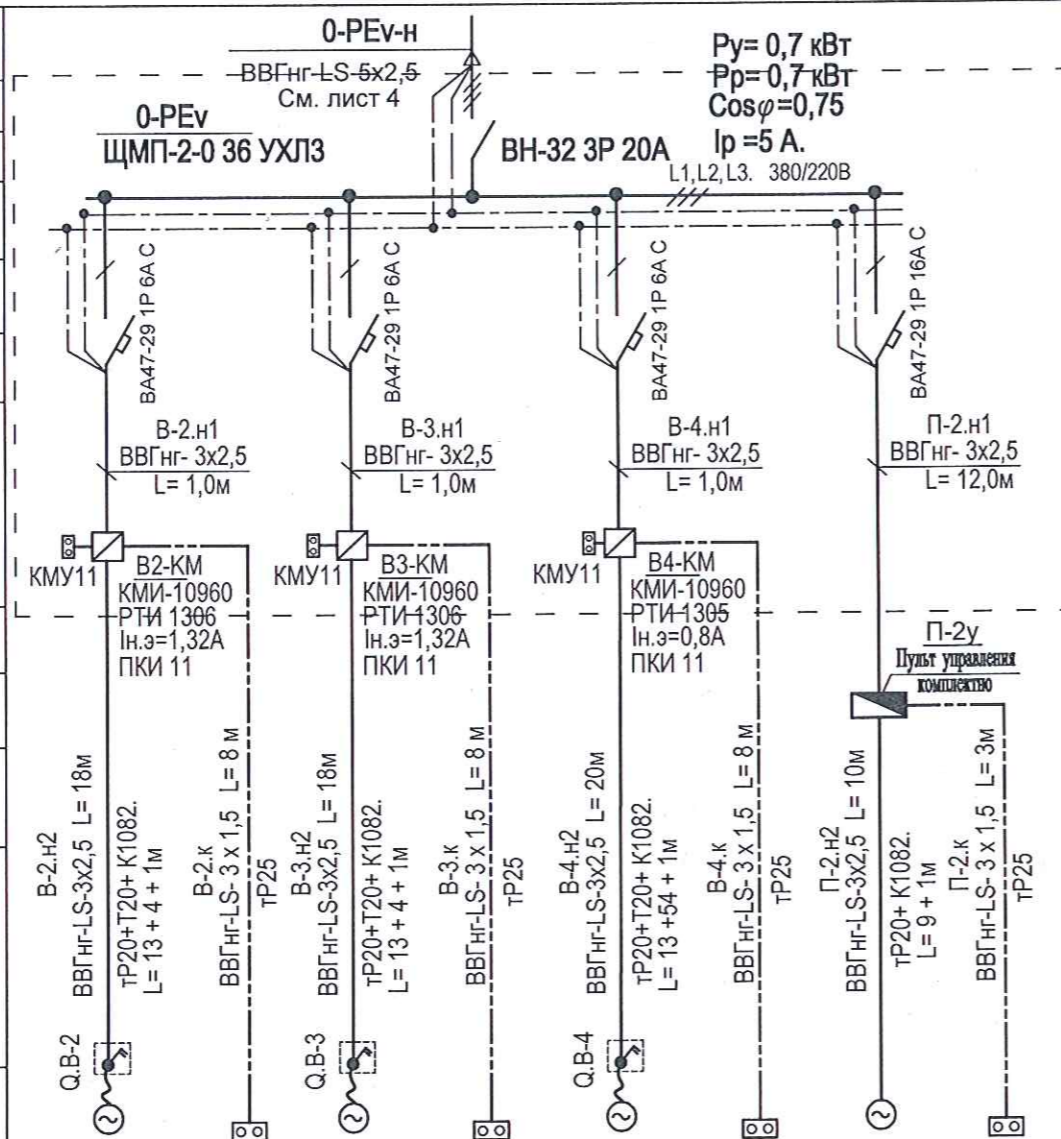 0-PEv-н
ВВГнг-LS-5x2,5
См. лист 4
Ру= 0,7 кВт
Рр= 0,7 кВт
Cosφ=0,75
Iр =5 А.
0-PEv
ЩМП-2-0 36 УХЛЗ
ВН-32 3Р 20А
L1, L2, L3. 380/220В
ВА47-29 1Р 6А С
ВА47-29 1Р 6А С
ВА47-29 1Р 6А С
ВА47-29 1Р 16А С
В-2.н1
ВВГнг- 3x2,5
L= 1,0м
В-3.н1
ВВГнг- 3x2,5
L= 1,0м
В-4.н1
ВВГнг- 3x2,5
L= 1,0м
П-2.н1
ВВГнг- 3x2,5
L= 12,0м
КМУ11
В2-КМ
КМИ-10960
РТИ 1306
Iн.э=1,32А
ПКИ 11
КМУ11
В3-КМ
КМИ-10960
РТИ-1306
Iн.э=1,32А
ПКИ 11
КМУ11
В4-КМ
КМИ-10960
РТИ-1305
Iн.э=0,8А
ПКИ 11
П-2у
Пульт управления
комплектно
В-2.н2
ВВГнг-LS-3x2,5 L= 18м
тР20+Т20+ К1082.
L= 13 + 4 + 1м
В-2.к
ВВГнг-LS- 3 x 1,5 L= 8 м
тР25
В-3.н2
ВВГнг-LS-3x2,5 L= 18м
тР20+Т20+ К1082.
L= 13 + 4 + 1м
В-3.к
ВВГнг-LS- 3 x 1,5 L= 8 м
тР25
В-4.н2
ВВГнг-LS-3x2,5 L= 20м
тР20+Т20+ К1082.
L= 13 +54 + 1м
В-4.к
ВВГнг-LS- 3 x 1,5 L= 8 м
тР25
П-2.н2
ВВГнг-LS-3x2,5 L= 10м
тР20+ К1082.
L= 9 + 1м
П-2.к
ВВГнг-LS- 3 x 1,5 L= 3м
тР25
Q.В-2
Q.В-3
Q.В-4